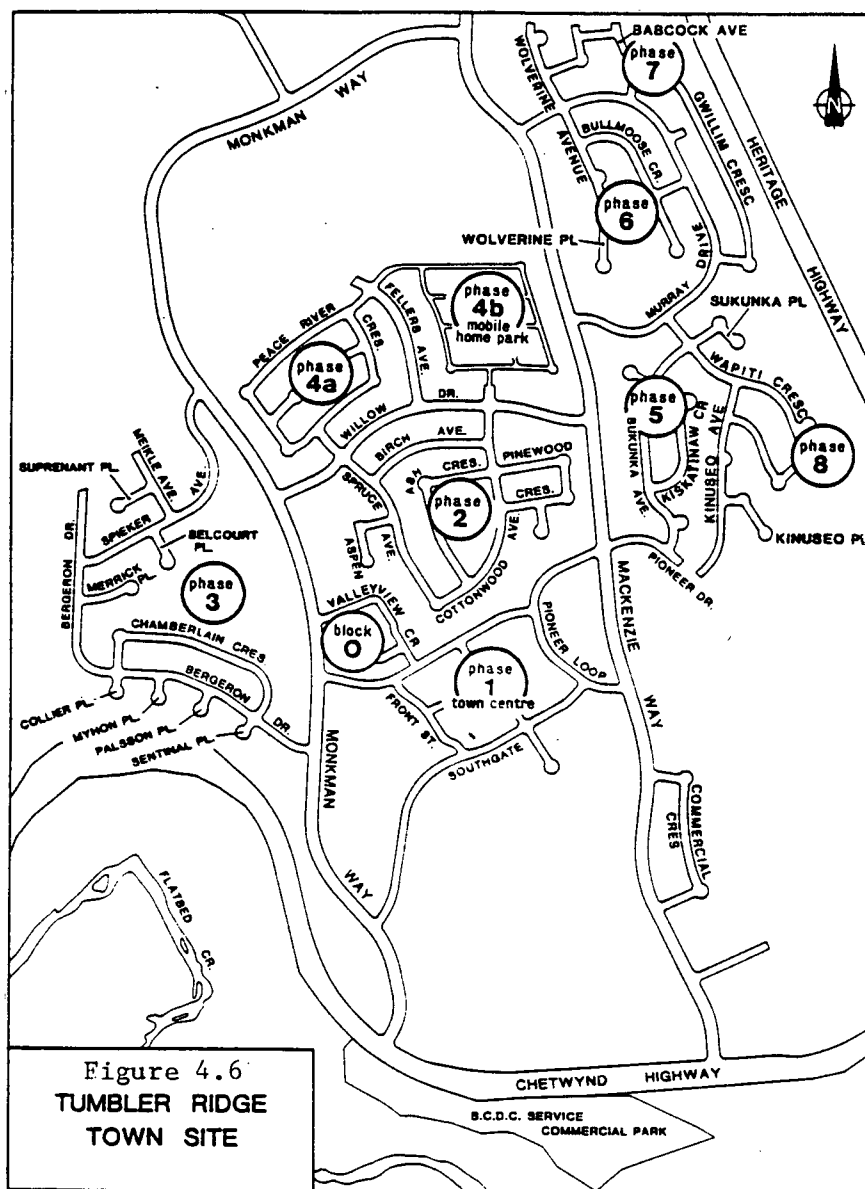 BABCOCK AVE
WOLVERINE
AVENUE
phase
7
N
GWILLIM CRESC
HERITAGE
HIGHWAY
MONKMAN WAY
BULLMOOSE CR.
phase
6
WOLVERINE PL
DRIVE
MURRAY
SUKUNKA PL
phase
4b
mobile
home park
FELLERS AVE.
PEACE RIVER
CRES.
phase
4a
WAPITI CRESC
WILLOW
DR.
phase
5
BIRCH AVE.
SUKUNKA AVE.
KISKATINAW CR
KINUSEO AVE
phase
8
MEIKLE AVE.
SUPRENANT PL.
SPIEKER
AVE.
SPRUCE
AVE.
ASH
CRES.
PINEWOOD
CRES.
phase
2
ASPEN
AVE.
COTTONWOOD
KINUSEO PL
BERGERON DR.
BELCOURT
PL.
MERRICK PL.
phase
3
PIONEER DR.
MACKENZIE
WAY
VALLEYVIEW CR
block
0
CHAMBERLAIN CRES
BERGERON
DR.
PIONEER LOOP
phase
1
town centre
COLLIER PL.
MYHON PL.
PALSSON PL.
SENTINAL PL.
FRONT ST.
SOUTHGATE
MONKMAN
WAY
COMMERCIAL
CRES
FLATBED
CR.
CHETWYND HIGHWAY
B.C.D.C. SERVICE
COMMERCIAL PARK
Figure 4.6
TUMBLER RIDGE
TOWN SITE